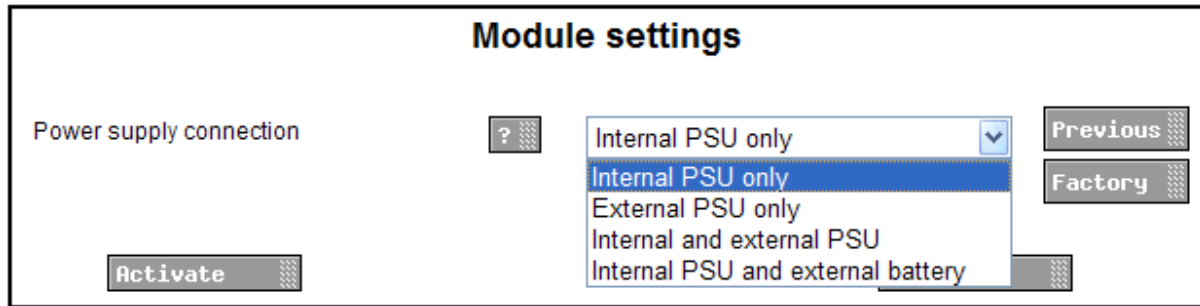 Module settings
Power supply connection
?
Internal PSU only
Previous
Internal PSU only
Factory
External PSU only
Internal and external PSU
Internal PSU and external battery
Activate